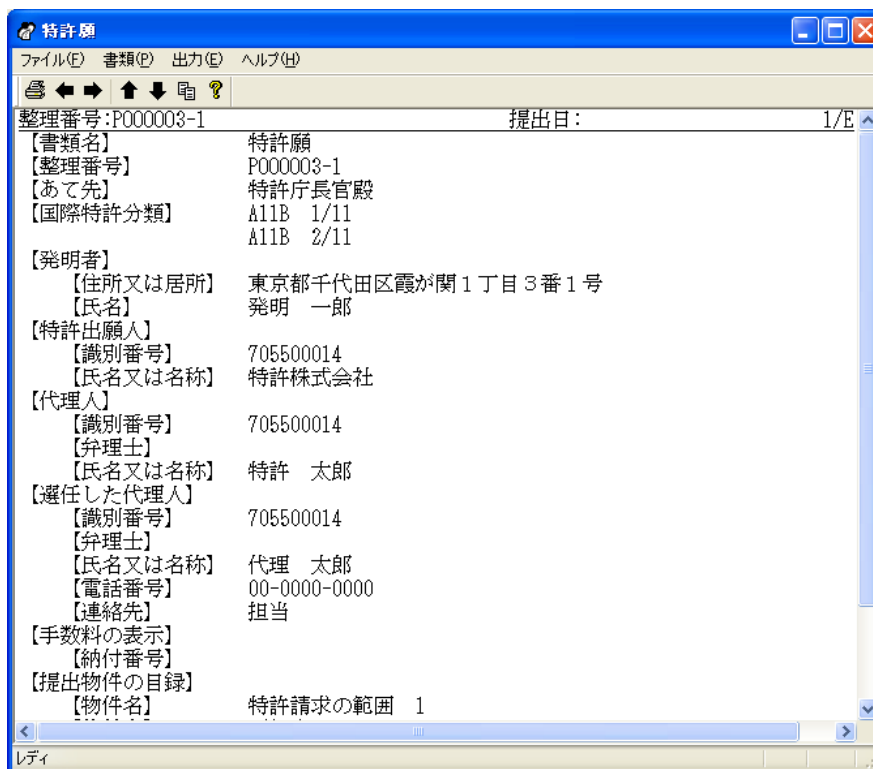 特許願
ファイル(F) 書類(P) 出力(E) ヘルプ(H)
整理番号:P000003-1 提出日: 1/E
【書類名】 特許願
【整理番号】 P000003-1
【あて先】 特許庁長官殿
【国際特許分類】 A11B 1/11
A11B 2/11
【発明者】
【住所又は居所】 東京都千代田区霞が関1丁目3番1号
【氏名】 発明 一郎
【特許出願人】
【識別番号】 705500014
【氏名又は名称】 特許株式会社
【代理人】
【識別番号】 705500014
【弁理士】
【氏名又は名称】 特許 太郎
【選任した代理人】
【識別番号】 705500014
【弁理士】
【氏名又は名称】 代理 太郎
【電話番号】 00-0000-0000
【連絡先】 担当
【手数料の表示】
【納付番号】
【提出物件の目録】
【物件名】 特許請求の範囲 1
レディ